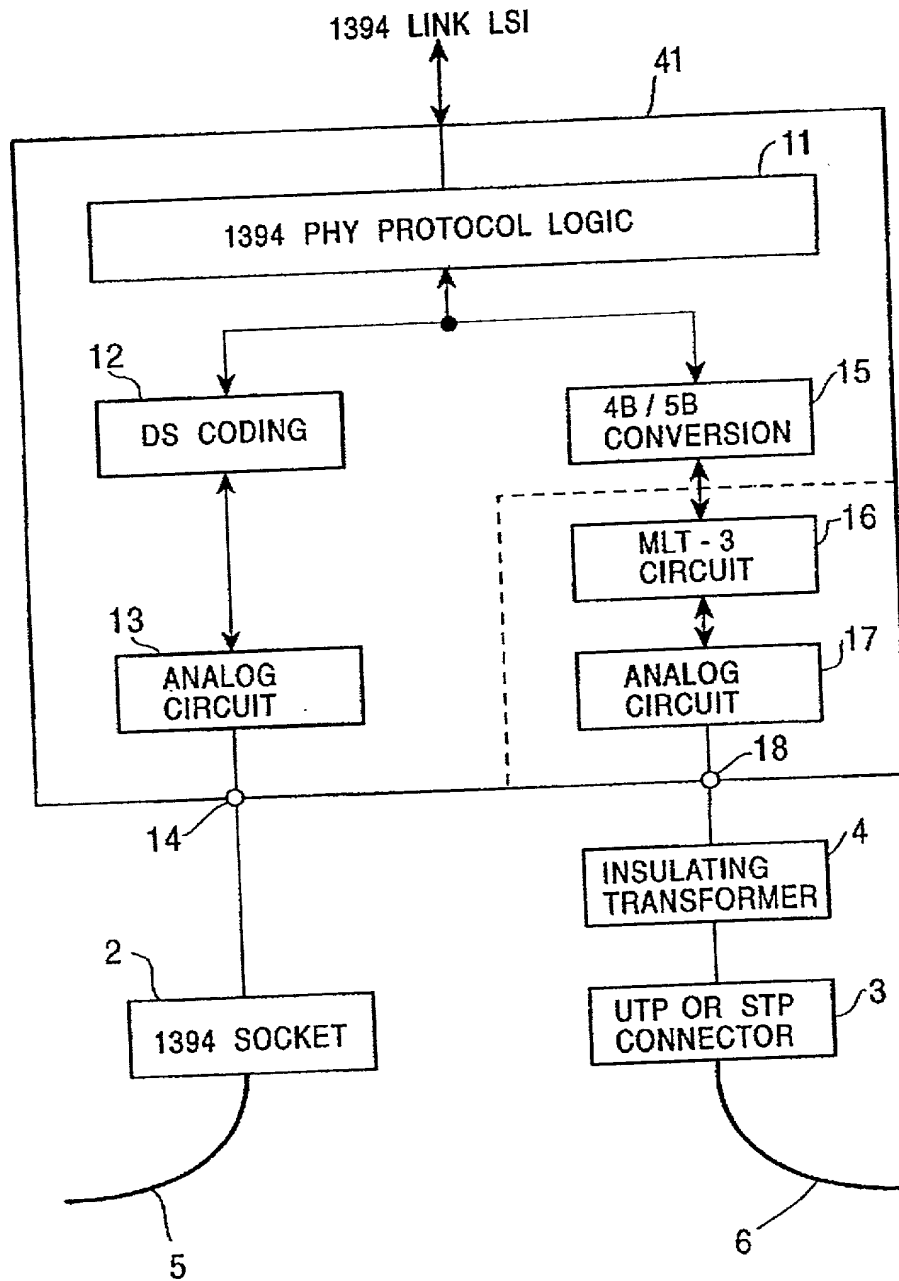 1394 LINK LSI
41
11
1394 PHY PROTOCOL LOGIC
12
DS CODING
15
4B / 5B
CONVERSION
16
MLT - 3
CIRCUIT
13
ANALOG
CIRCUIT
17
ANALOG
CIRCUIT
14
18
4
INSULATING
TRANSFORMER
2
1394 SOCKET
3
UTP OR STP
CONNECTOR
5
6